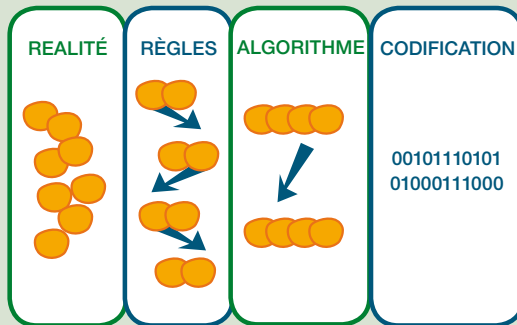 REALITÉ
RÈGLES
ALGORITHME
CODIFICATION
00101110101
01000111000